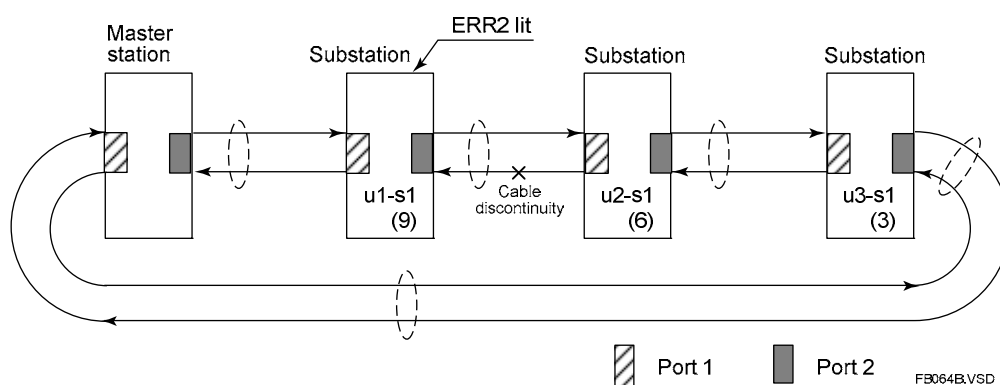 ERR2 lit
Master
station
Substation
Substation
Substation
Cable
discontinuity
u1-s1
(9)
u2-s1
(6)
u3-s1
(3)
Port 1
Port 2
FB064B.VSD